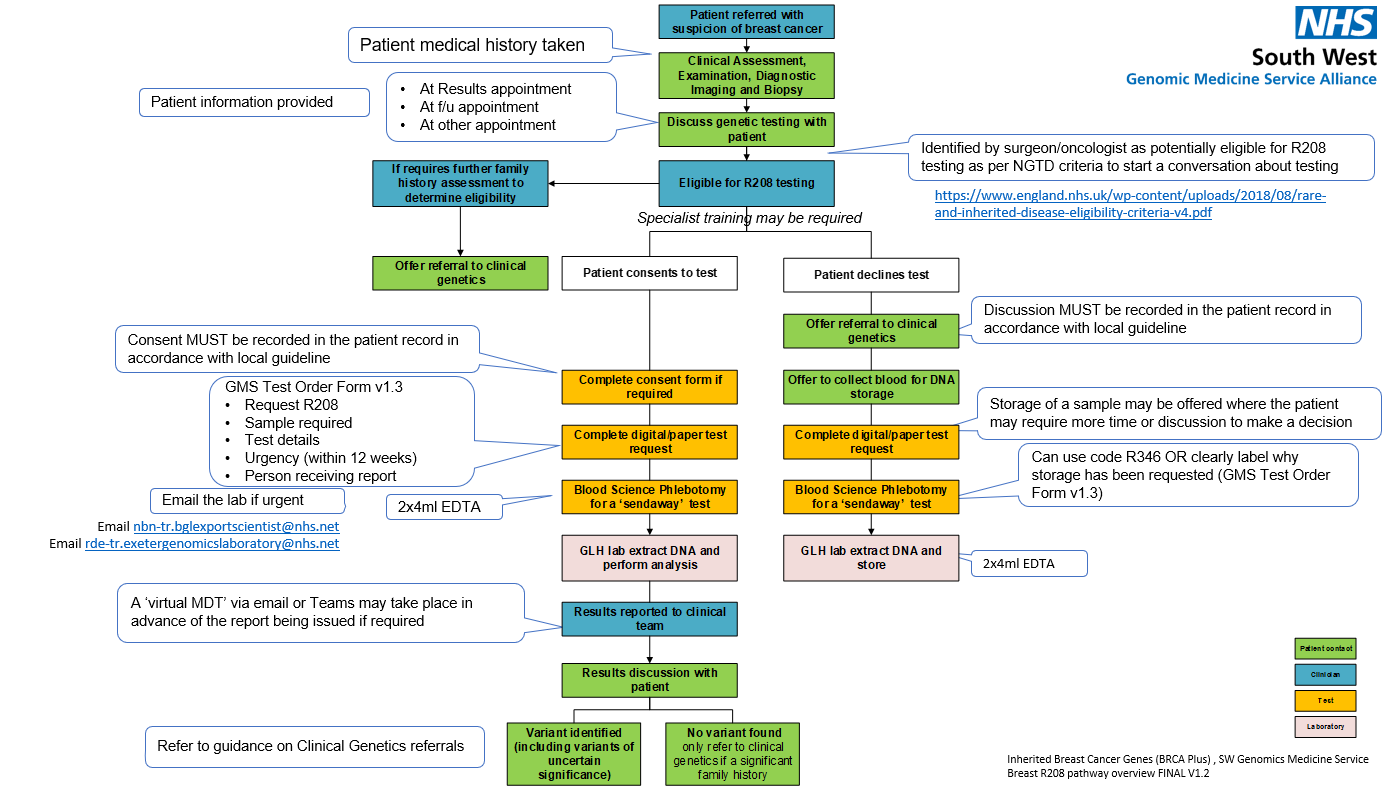 NHS
South West
Genomic Medicine Service Alliance
Patient referred with
suspicion of breast cancer
Patient medical history taken
Clinical Assessment,
Examination, Diagnostic
Imaging and Biopsy
Patient information provided
• At Results appointment
• At f/u appointment
• At other appointment
Discuss genetic testing with
patient
Identified by surgeon/oncologist as potentially eligible for R208
testing as per NGTD criteria to start a conversation about testing
https://www.england.nhs.uk/wp-content/uploads/2018/08/rare-
and-inherited-disease-eligibility-criteria-v4.pdf
If requires further family
history assessment to
determine eligibility
Eligible for R208 testing
Specialist training may be required
Offer referral to clinical
genetics
Patient consents to test
Patient declines test
Offer referral to clinical
genetics
Discussion MUST be recorded in the patient record in
accordance with local guideline
Consent MUST be recorded in the patient record in
accordance with local guideline
Complete consent form if
required
Offer to collect blood for DNA
storage
GMS Test Order Form v1.3
• Request R208
• Sample required
• Test details
• Urgency (within 12 weeks)
• Person receiving report
Storage of a sample may be offered where the patient
may require more time or discussion to make a decision
Complete digital/paper test
request
Complete digital/paper test
request
Can use code R346 OR clearly label why
storage has been requested (GMS Test Order
Form v1.3)
Email the lab if urgent
2x4ml EDTA
Blood Science Phlebotomy
for a ‘sendaway’ test
Blood Science Phlebotomy
for a ‘sendaway’ test
Email nbn-tr.bglexportscientist@nhs.net
Email rde-tr.exetergenomicslaboratory@nhs.net
GLH lab extract DNA and
perform analysis
GLH lab extract DNA and
store
2x4ml EDTA
A ‘virtual MDT’ via email or Teams may take place in
advance of the report being issued if required
Results reported to clinical
team
Results discussion with
patient
Refer to guidance on Clinical Genetics referrals
Variant identified
(including variants of
uncertain
significance)
No variant found
only refer to clinical
genetics if a significant
family history
Patient contact
Clinician
Test
Laboratory
Inherited Breast Cancer Genes (BRCA Plus) , SW Genomics Medicine Service
Breast R208 pathway overview FINAL V1.2